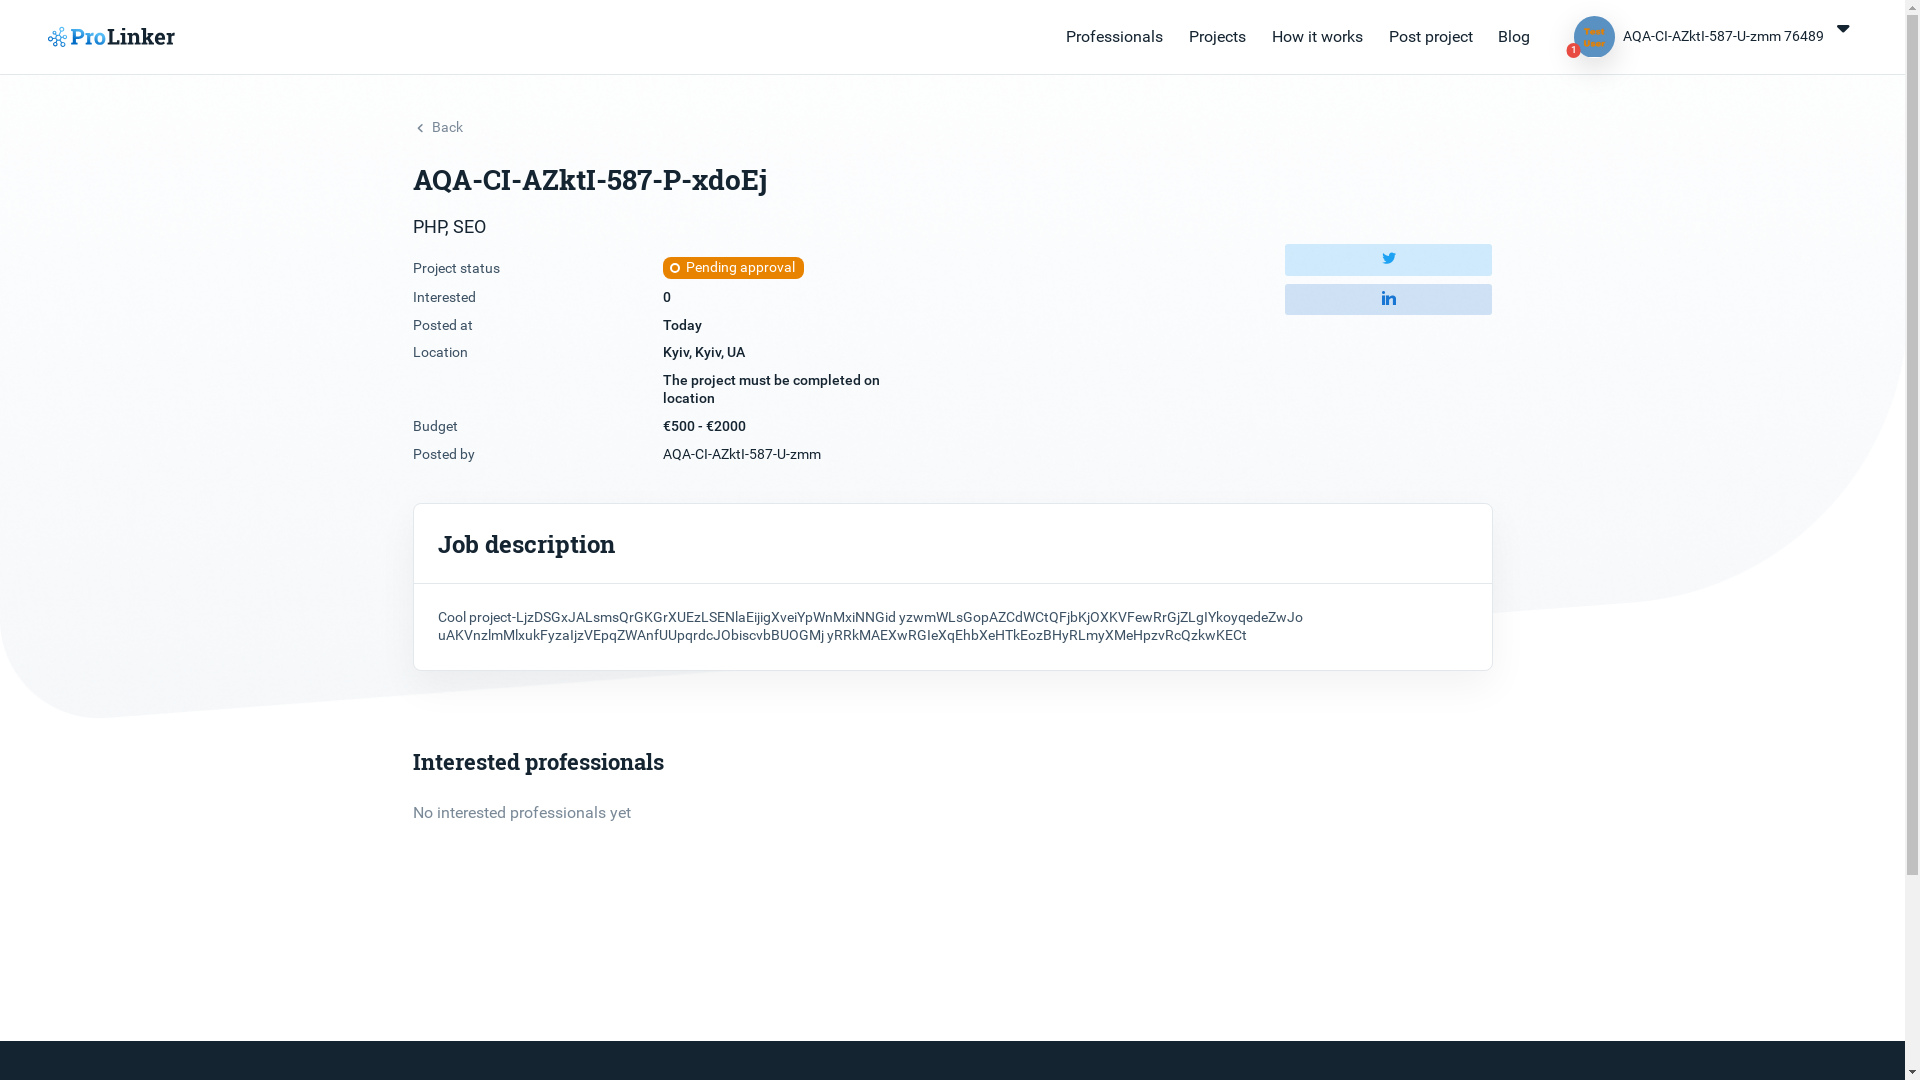 ProLinker
Professionals
Projects
How it works
Post project
Blog
Test
User
1
AQA-CI-AZktI-587-U-zmm 76489
Back
AQA-CI-AZktI-587-P-xdoEj
PHP, SEO
Project status
Pending approval
Interested
0
Posted at
Today
Location
Kyiv, Kyiv, UA
The project must be completed on
location
Budget
€500 - €2000
Posted by
AQA-CI-AZktI-587-U-zmm
in
Job description
Cool project-LjzDSGxJALsmsQrGKGrXUEzLSENlaEijigXveiYpWnMxiNNGid yzwmWLsGopAZCdWCtQFjbKjOXKVFewRrGjZLgIYkoyqedeZwJo
uAKVnzlmMlxukFyzaIjzVEpqZWAnfUUpqrdcJObiscvbBUOGMj yRRkMAEXwRGIeXqEhbXeHTkEozBHyRLmyXMeHpzvRcQzkwKECt
Interested professionals
No interested professionals yet